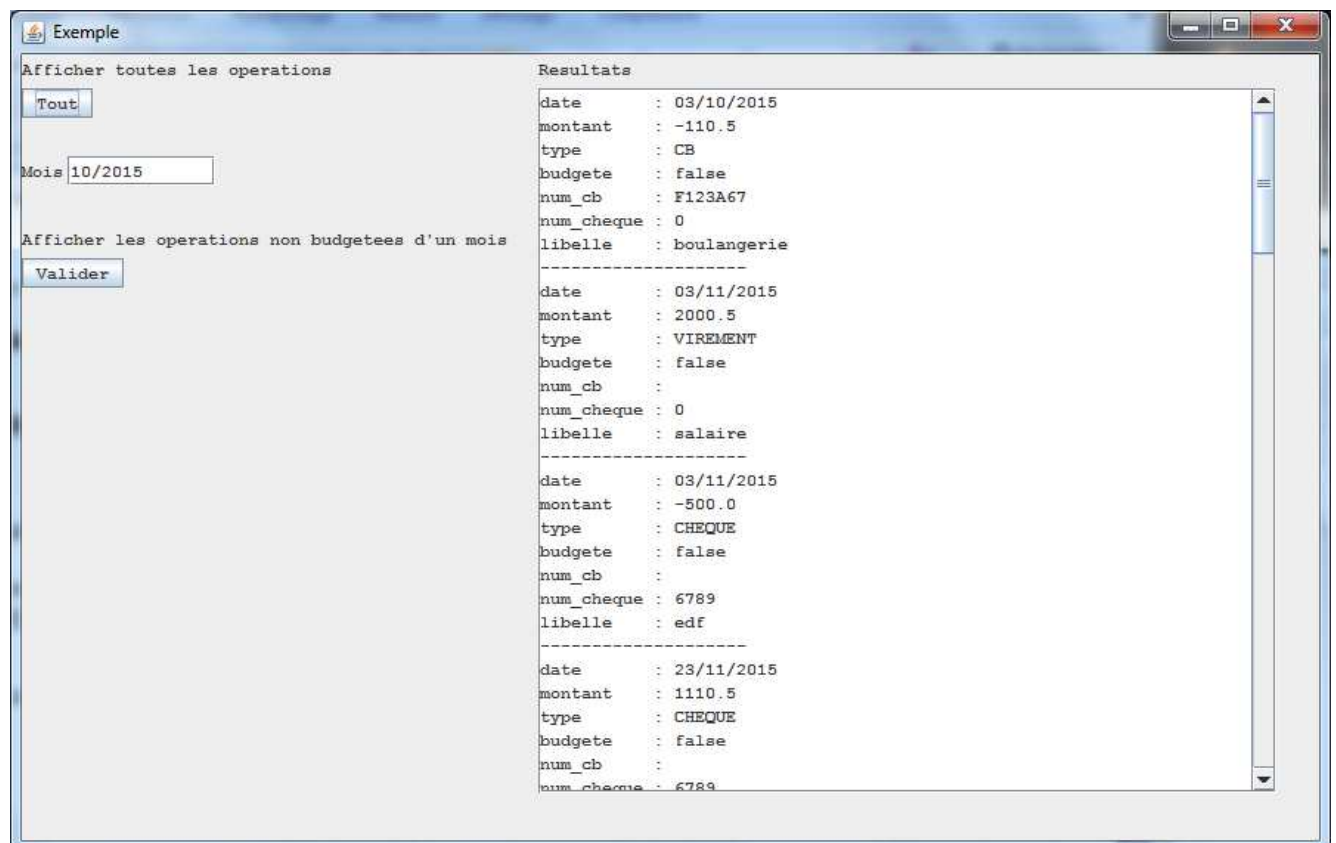 Exemple
Afficher toutes les operations
Tout
Mois 10/2015
Afficher les operations non budgetees d'un mois
Valider
Resultats
date : 03/10/2015
montant : -110.5
type : CB
budgete : false
num_cb : F123A67
num_cheque : 0
libelle : boulangerie
--------------------
date : 03/11/2015
montant : 2000.5
type : VIREMENT
budgete : false
num_cb :
num_cheque : 0
libelle : salaire
--------------------
date : 03/11/2015
montant : -500.0
type : CHEQUE
budgete : false
num_cb :
num_cheque : 6789
libelle : edf
--------------------
date : 23/11/2015
montant : 1110.5
type : CHEQUE
budgete : false
num_cb :
num_cheque : 6789